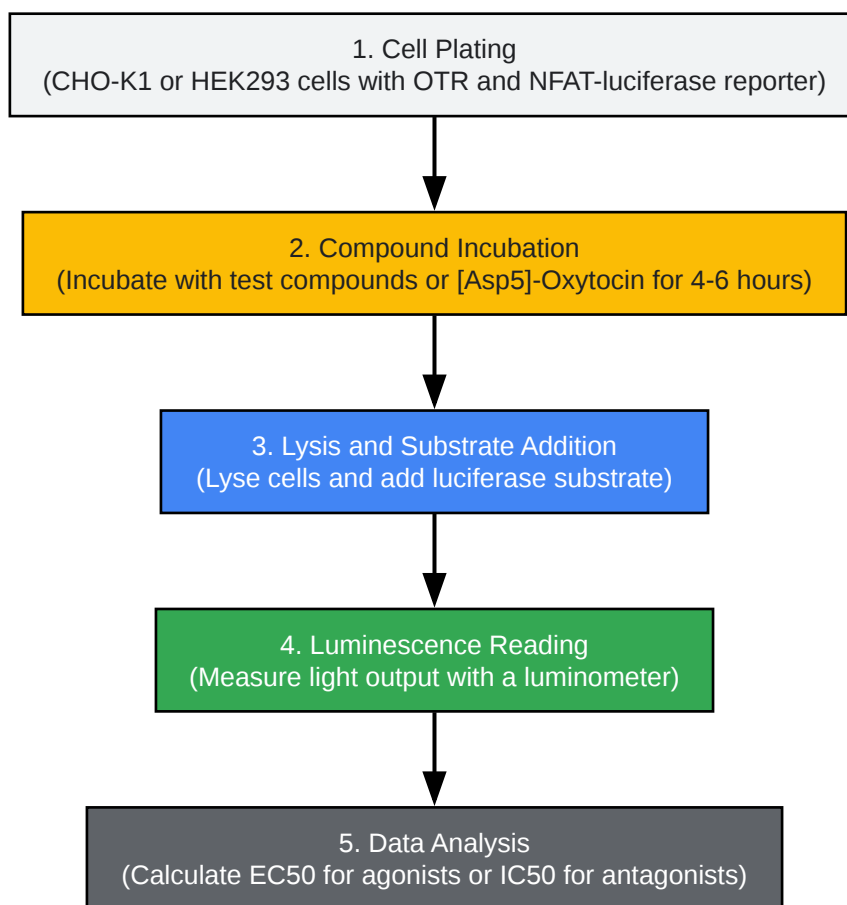 1. Cell Plating
(CHO-K1 or HEK293 cells with OTR and NFAT-luciferase reporter)
2. Compound Incubation
(Incubate with test compounds or [Asp5]-Oxytocin for 4-6 hours)
3. Lysis and Substrate Addition
(Lyse cells and add luciferase substrate)
4. Luminescence Reading
(Measure light output with a luminometer)
5. Data Analysis
(Calculate EC50 for agonists or IC50 for antagonists)